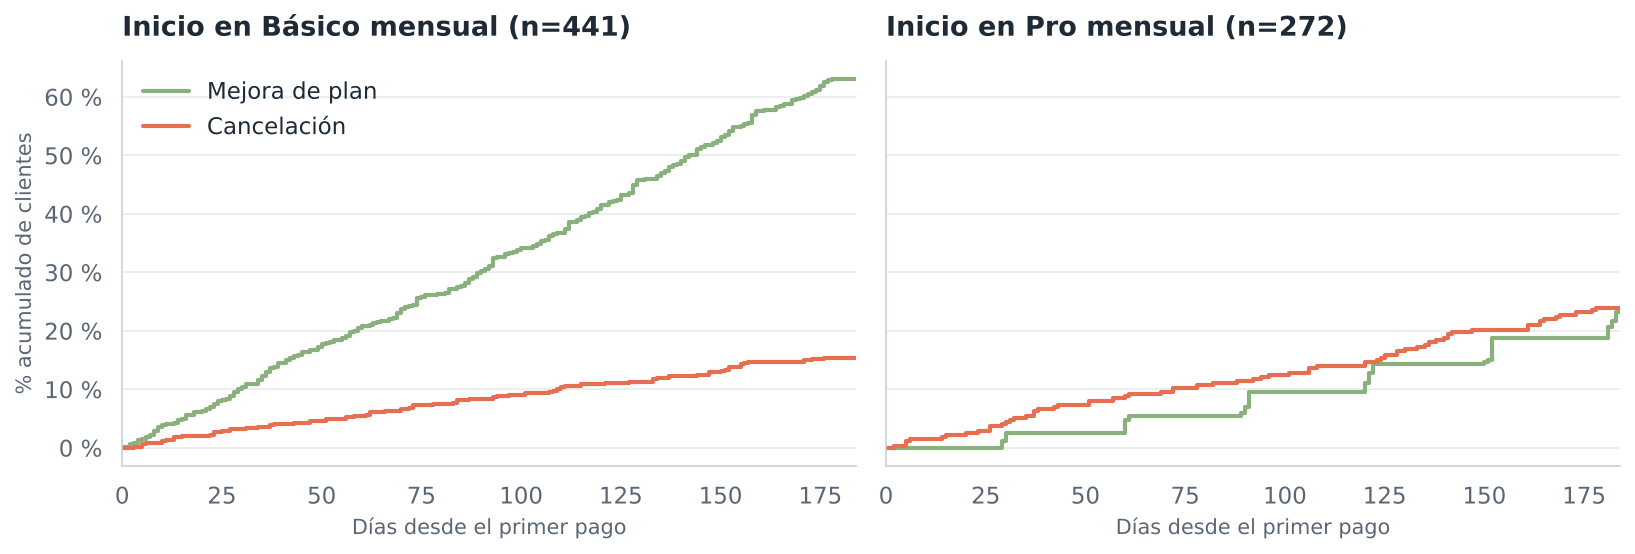 Inicio en Básico mensual (n=441)
Inicio en Pro mensual (n=272)
% acumulado de clientes
60 %
50 %
40 %
30 %
20 %
10 %
0 %
Mejora de plan
Cancelación
0 25 50 75 100 125 150 175
0 25 50 75 100 125 150 175
Días desde el primer pago
Días desde el primer pago